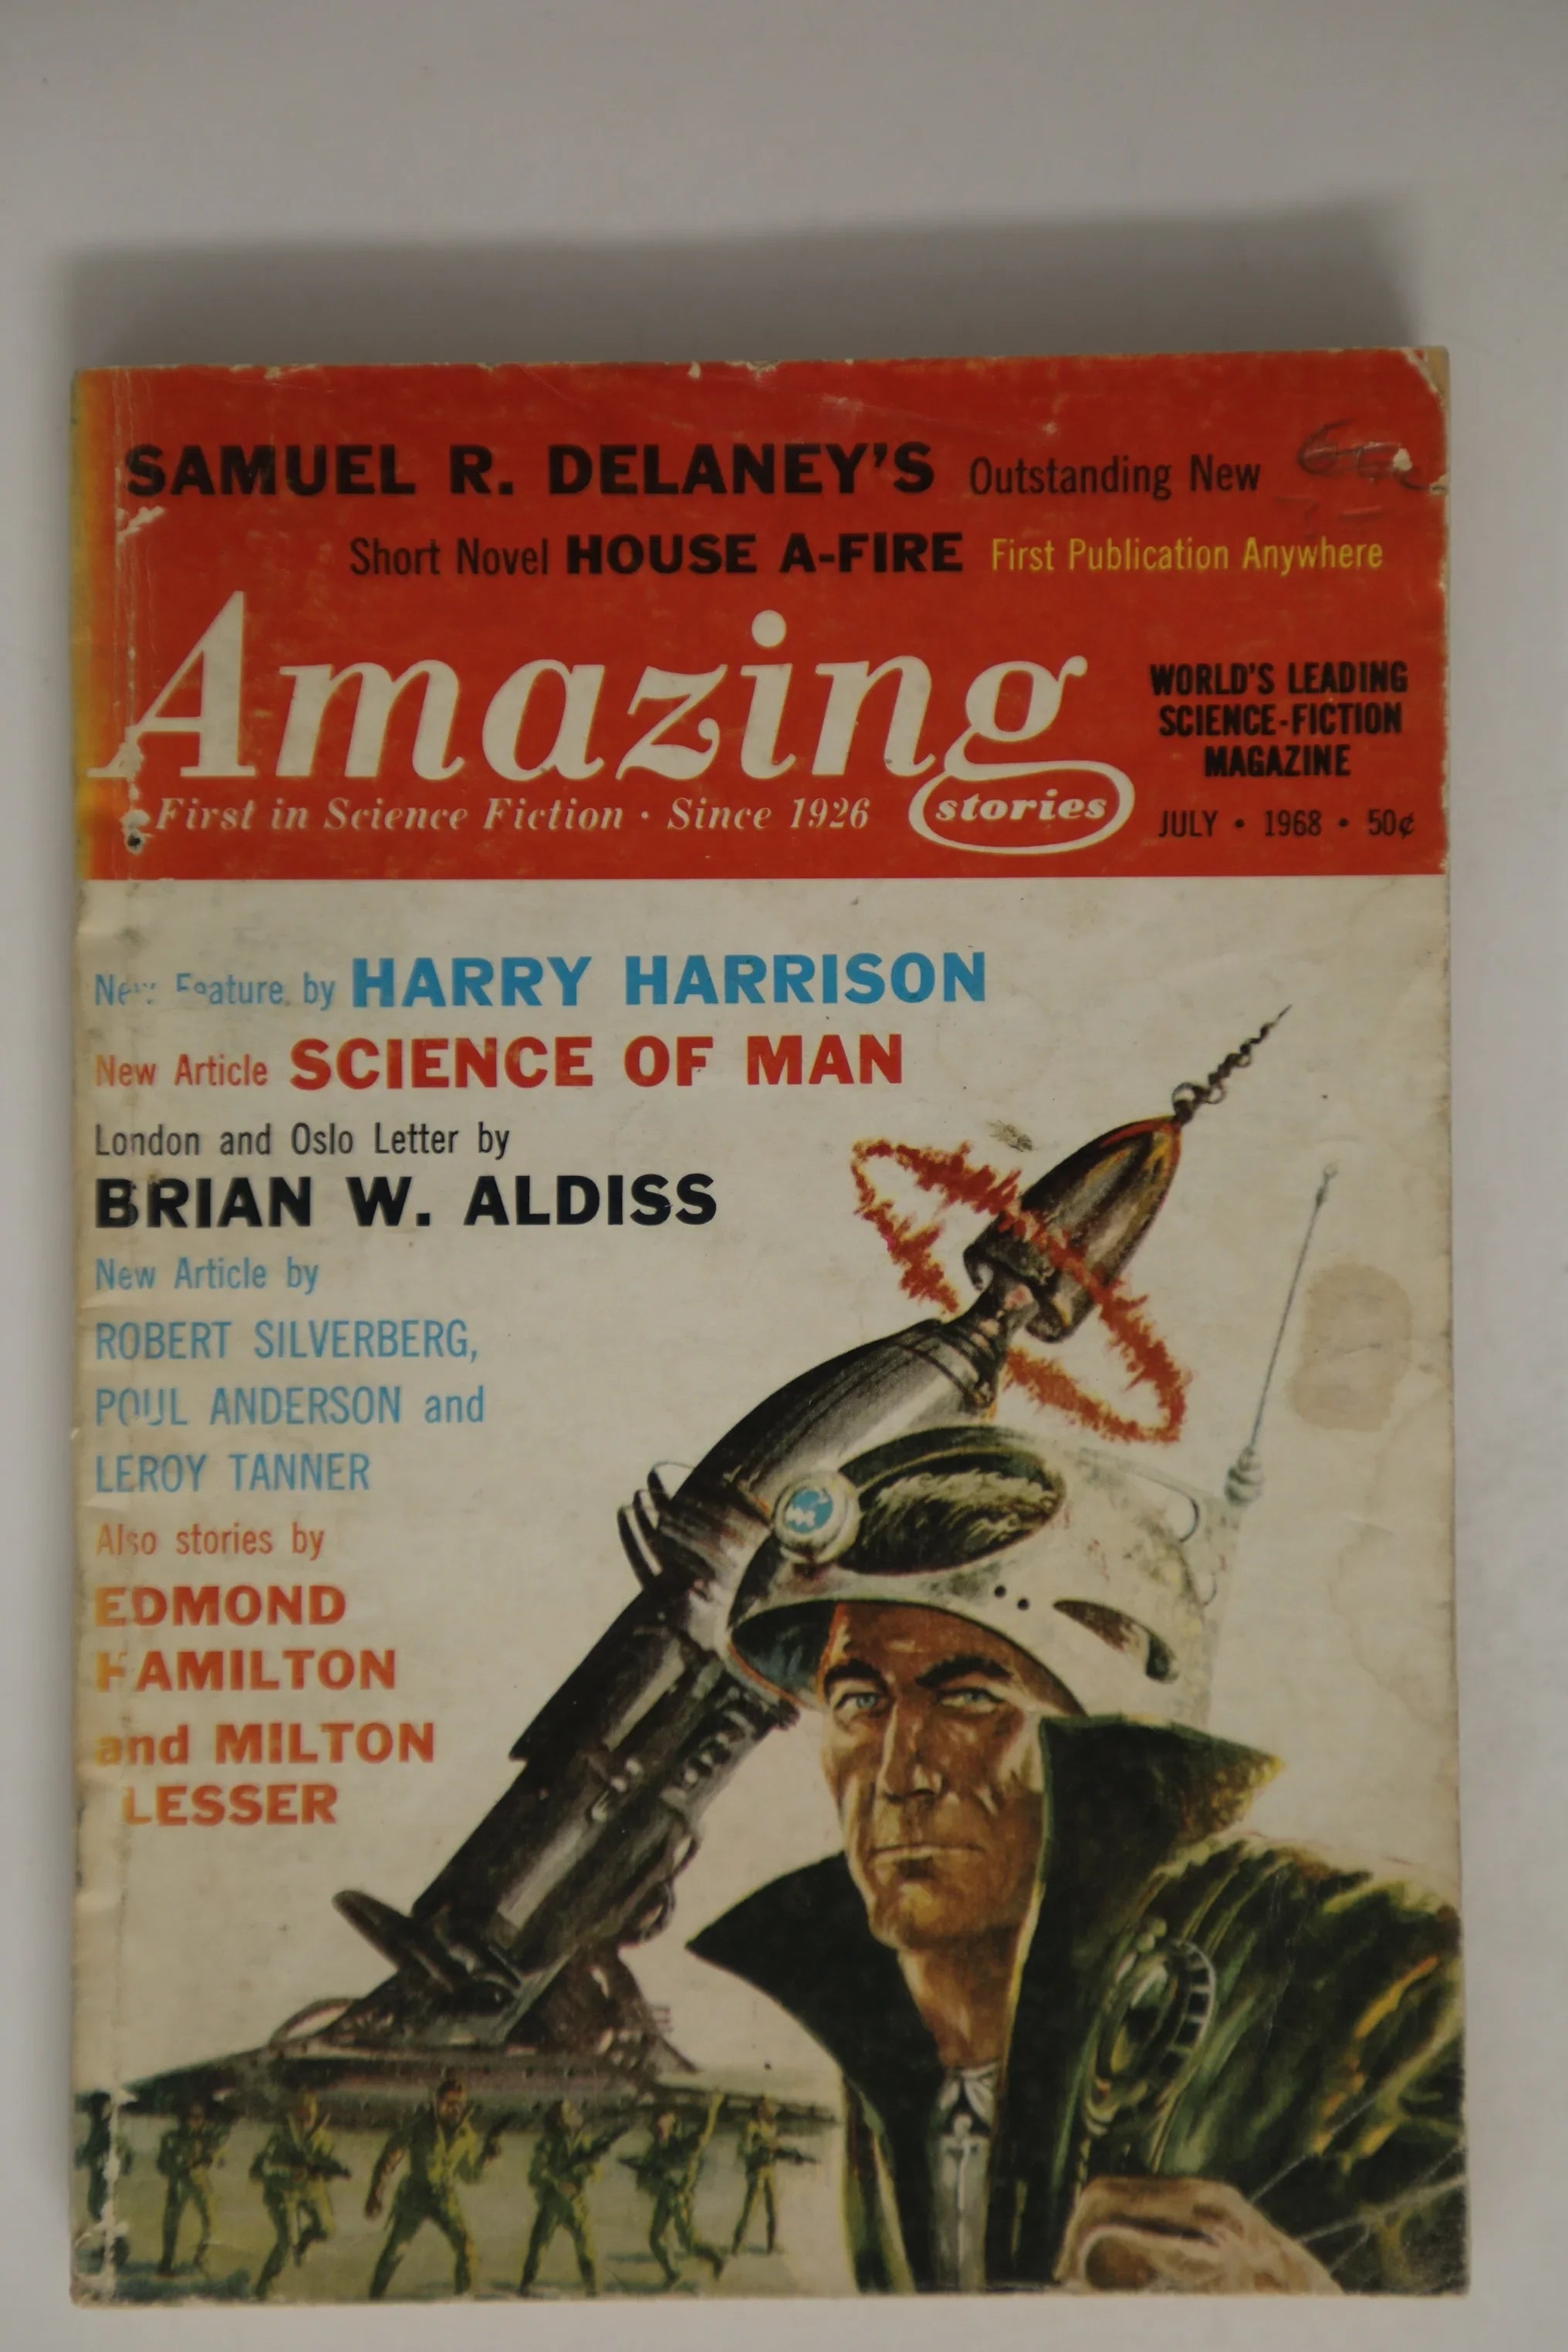 SAMUEL R. DELANEY'S Outstanding New
Short Novel HOUSE A-FIRE First Publication Anywhere
Amazing
stories
First in Science Fiction · Since 1926
WORLD'S LEADING
SCIENCE-FICTION
MAGAZINE
JULY • 1968 • 50¢
New Feature by HARRY HARRISON
New Article SCIENCE OF MAN
London and Oslo Letter by
BRIAN W. ALDISS
New Article by
ROBERT SILVERBERG,
POUL ANDERSON and
LEROY TANNER
Also stories by
EDMOND
HAMILTON
and MILTON
LESSER